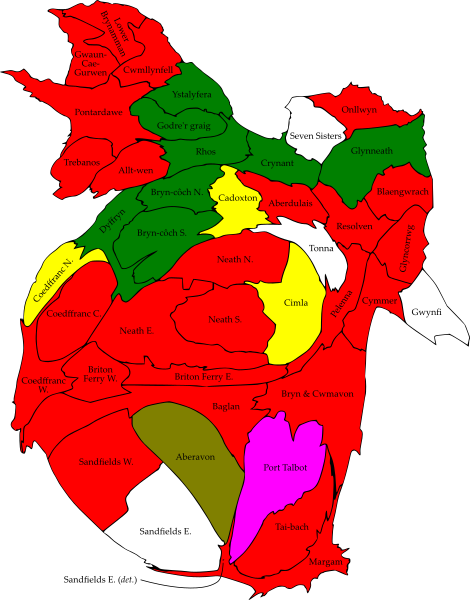 Lower
Brynamman
Gwaun-
Cae-
Gurwen
Cwmllynfell
Ystalyfera
Pontardawe
Godre'r graig
Onllwyn
Seven Sisters
Trebanos
Allt-wen
Rhos
Crynant
Glynneath
Bryn-côch N.
Cadoxton
Aberdulais
Blaengwrach
Dyffryn
Bryn-côch S.
Resolven
Glyncorrwg
Tonna
Coedffranc N.
Neath N.
Pelenna
Cymmer
Gwynfi
Cimla
Coedffranc C.
Neath E.
Neath S.
Coedffranc
W.
Briton
Ferry W.
Briton Ferry E.
Bryn & Cwmavon
Baglan
Sandfields W.
Aberavon
Port Talbot
Sandfields E.
Tai-bach
Margam
Sandfields E. (det.)